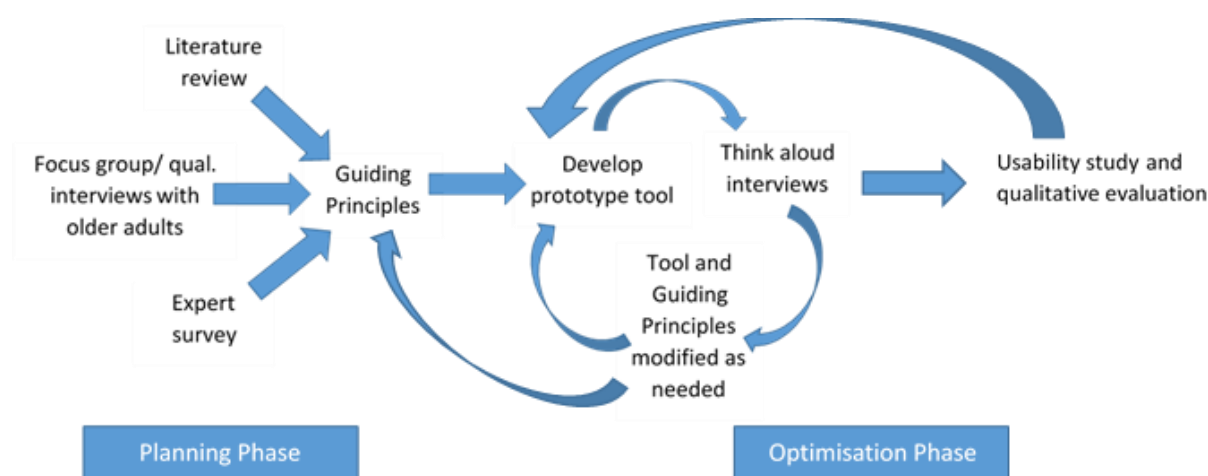 Literature
review
Focus group/ qual.
interviews with
older adults
Expert
survey
Guiding
Principles
Develop
prototype tool
Think aloud
interviews
Tool and
Guiding
Principles
modified as
needed
Usability study and
qualitative evaluation
Planning Phase
Optimisation Phase